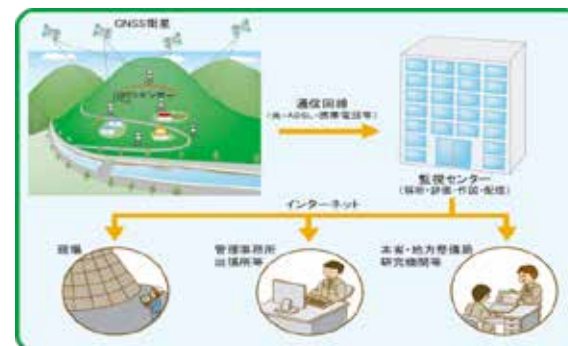 GNSS衛星
通信回線
(光・ADSL・携帯電話等)
監視センター
(解析・評価・作図・配信)
インターネット
現場
管理事務所
出張所等
本省・地方整備局
研究機関等